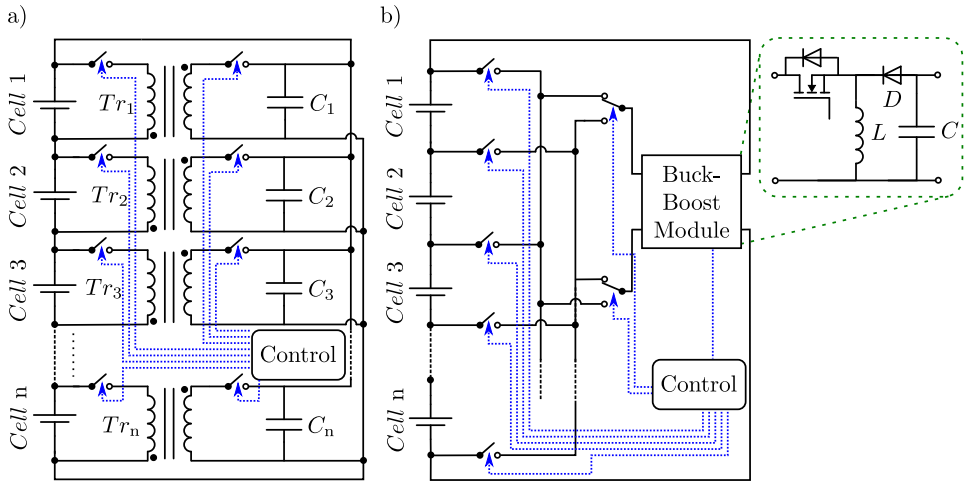 a)
Cell 1
Tr1
C1
Cell 2
Tr2
C2
Cell 3
Tr3
C3
Control
Cell n
Trn
Cn
b)
Cell 1
Cell 2
Cell 3
Cell n
Buck-
Boost
Module
Control
D
L
C